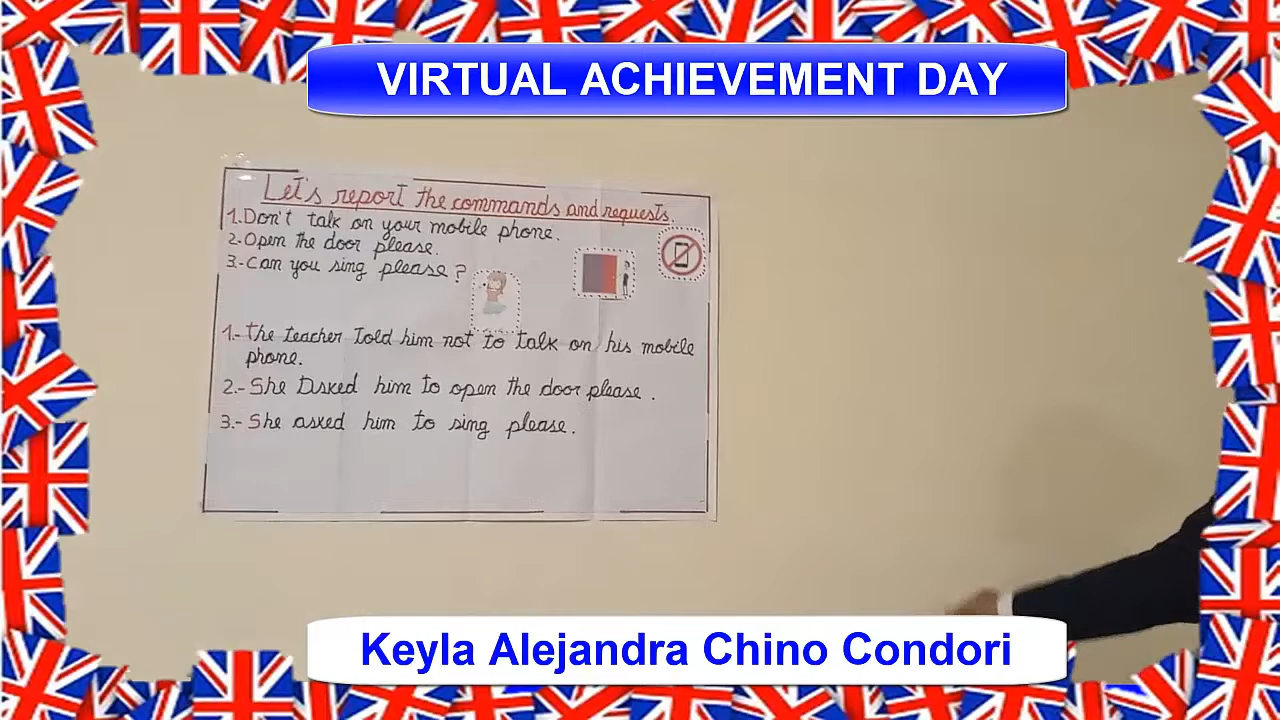 VIRTUAL ACHIEVEMENT DAY
Let's report the commands and requests.
1.Don't talk on your mobile phone.
2.-Open the door please.
3.-Can you sing please?
1.- The teacher told him not to talk on his mobile
phone.
2.- She asked him to open the door please.
3.- She asked him to sing please.
Keyla Alejandra Chino Condori